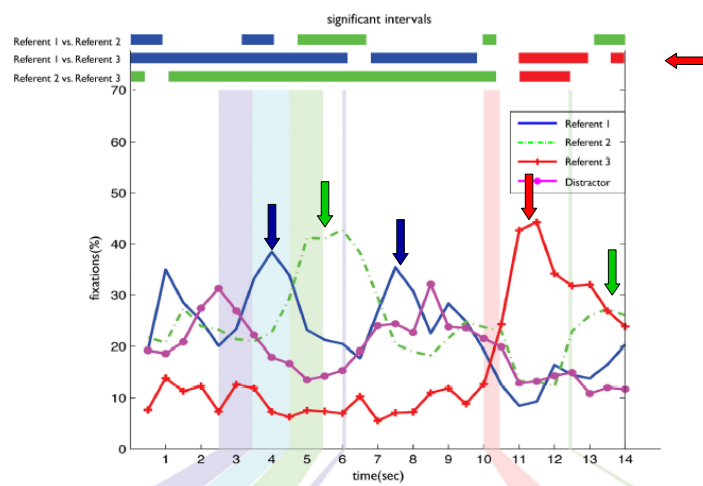 significant intervals
Referent 1 vs. Referent 2
Referent 1 vs. Referent 3
Referent 2 vs. Referent 3
70
60
50
40
30
20
10
0
fixations(%)
Referent 1
Referent 2
Referent 3
Distractor
1 2 3 4 5 6 7 8 9 10 11 12 13 14
time(sec)